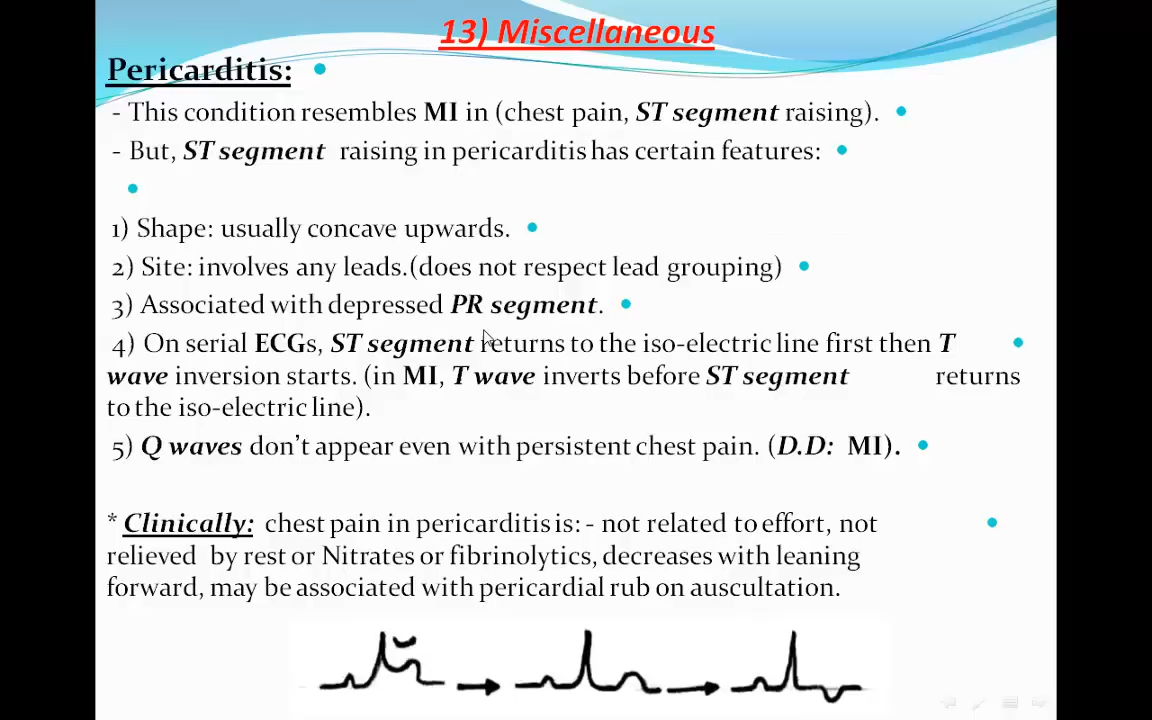 13) Miscellaneous
Pericarditis:
- This condition resembles MI in (chest pain, ST segment raising).
- But, ST segment raising in pericarditis has certain features:
1) Shape: usually concave upwards.
2) Site: involves any leads.(does not respect lead grouping)
3) Associated with depressed PR segment.
4) On serial ECGs, ST segment returns to the iso-electric line first then T
wave inversion starts. (in MI, T wave inverts before ST segment returns
to the iso-electric line).
5) Q waves don't appear even with persistent chest pain. (D.D: MI).
* Clinically: chest pain in pericarditis is: - not related to effort, not
relieved by rest or Nitrates or fibrinolytics, decreases with leaning
forward, may be associated with pericardial rub on auscultation.